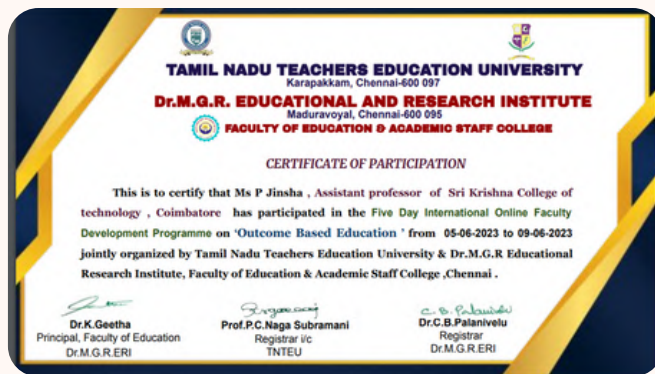 TAMIL NADU TEACHERS EDUCATION UNIVERSITY
Karapakkam, Chennai-600 097
Dr.M.G.R. EDUCATIONAL AND RESEARCH INSTITUTE
Maduravoyal, Chennai-600 095
FACULTY OF EDUCATION & ACADEMIC STAFF COLLEGE
CERTIFICATE OF PARTICIPATION
This is to certify that Ms P Jinsha , Assistant professor of Sri Krishna College of
technology , Coimbatore has participated in the Five Day International Online Faculty
Development Programme on ‘Outcome Based Education ’ from 05-06-2023 to 09-06-2023
jointly organized by Tamil Nadu Teachers Education University & Dr.M.G.R Educational
Research Institute, Faculty of Education & Academic Staff College ,Chennai .
C. B. Palanivelu
Dr.K.Geetha
Principal, Faculty of Education
Dr.M.G.R.ERI
Prof.P.C.Naga Subramani
Registrar i/c
TNTEU
Dr.C.B.Palanivelu
Registrar
Dr.M.G.R.ERI